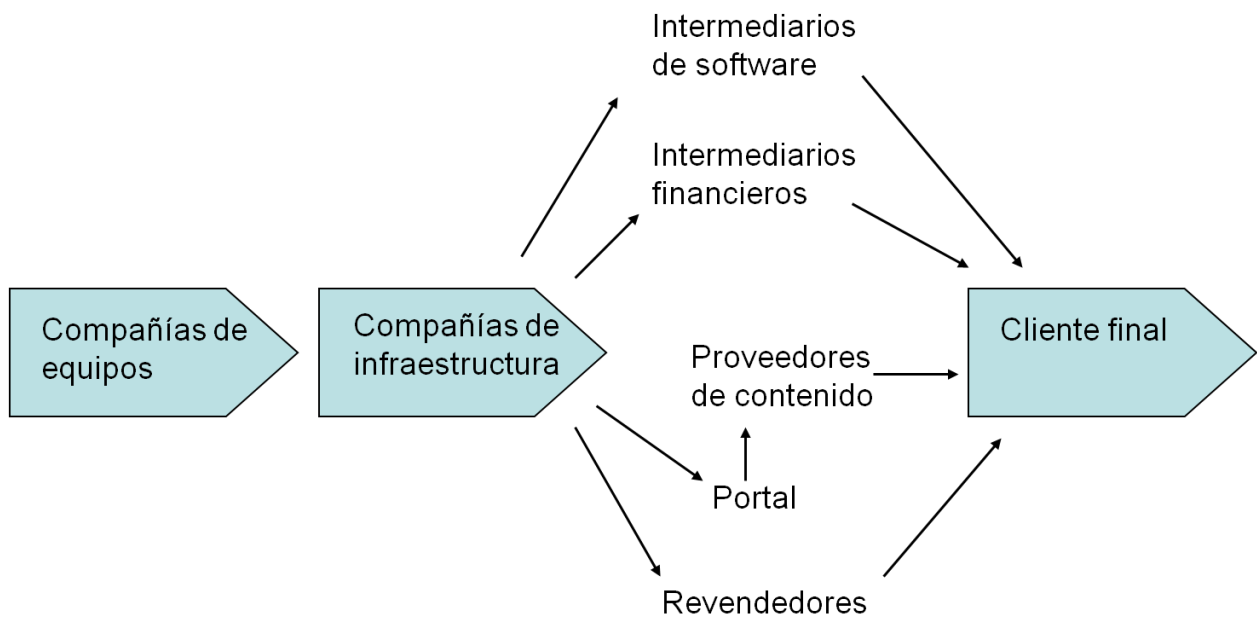 Intermediarios
de software
Intermediarios
financieros
Compañías de
equipos
Compañías de
infraestructura
Cliente final
Proveedores
de contenido
Portal
Revendedores